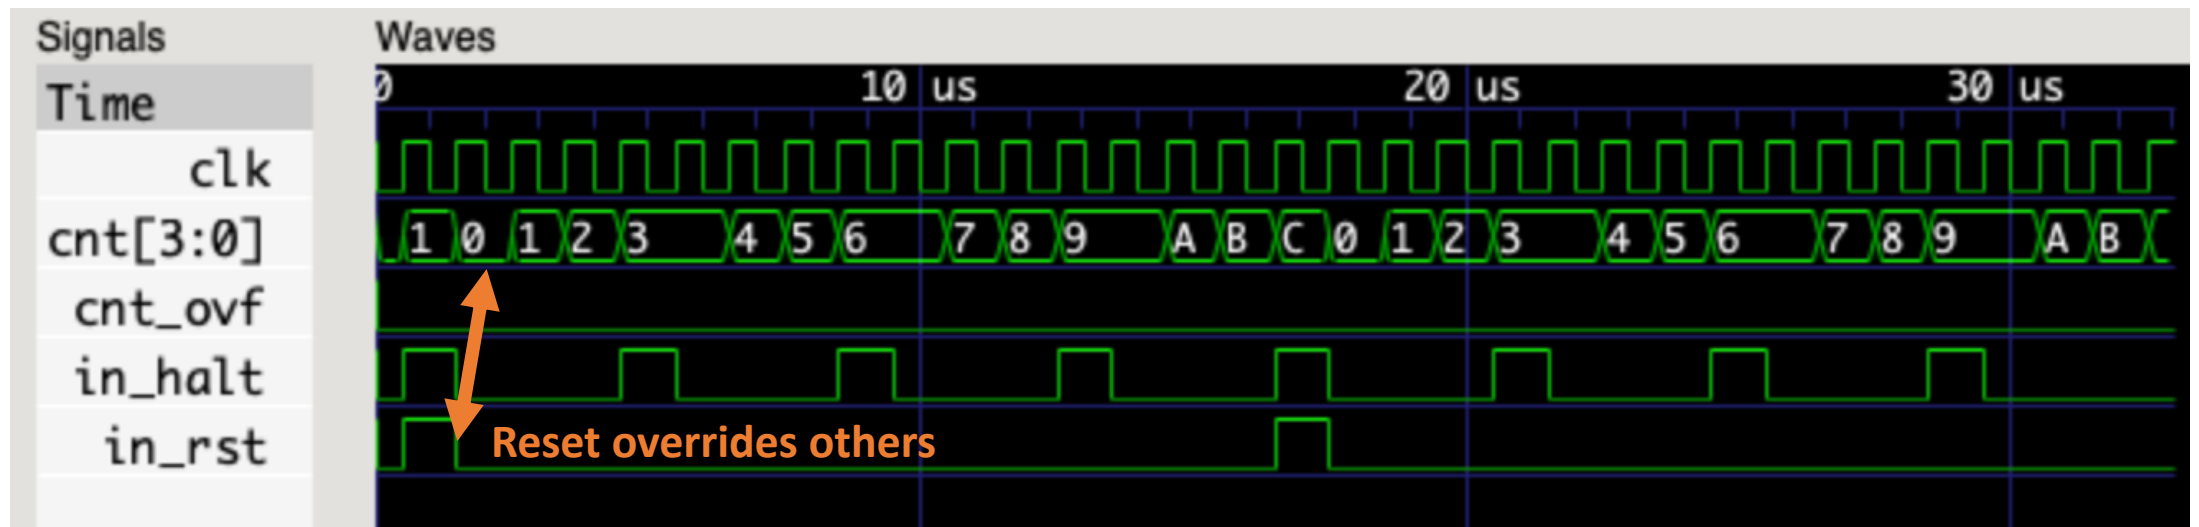 Signals Waves
Time 0 10 us 20 us 30 us
clk
cnt[3:0] 1 0 1 2 3 4 5 6 7 8 9 A B C 0 1 2 3 4 5 6 7 8 9 A B
cnt_ovf
in_halt
in_rst Reset overrides others